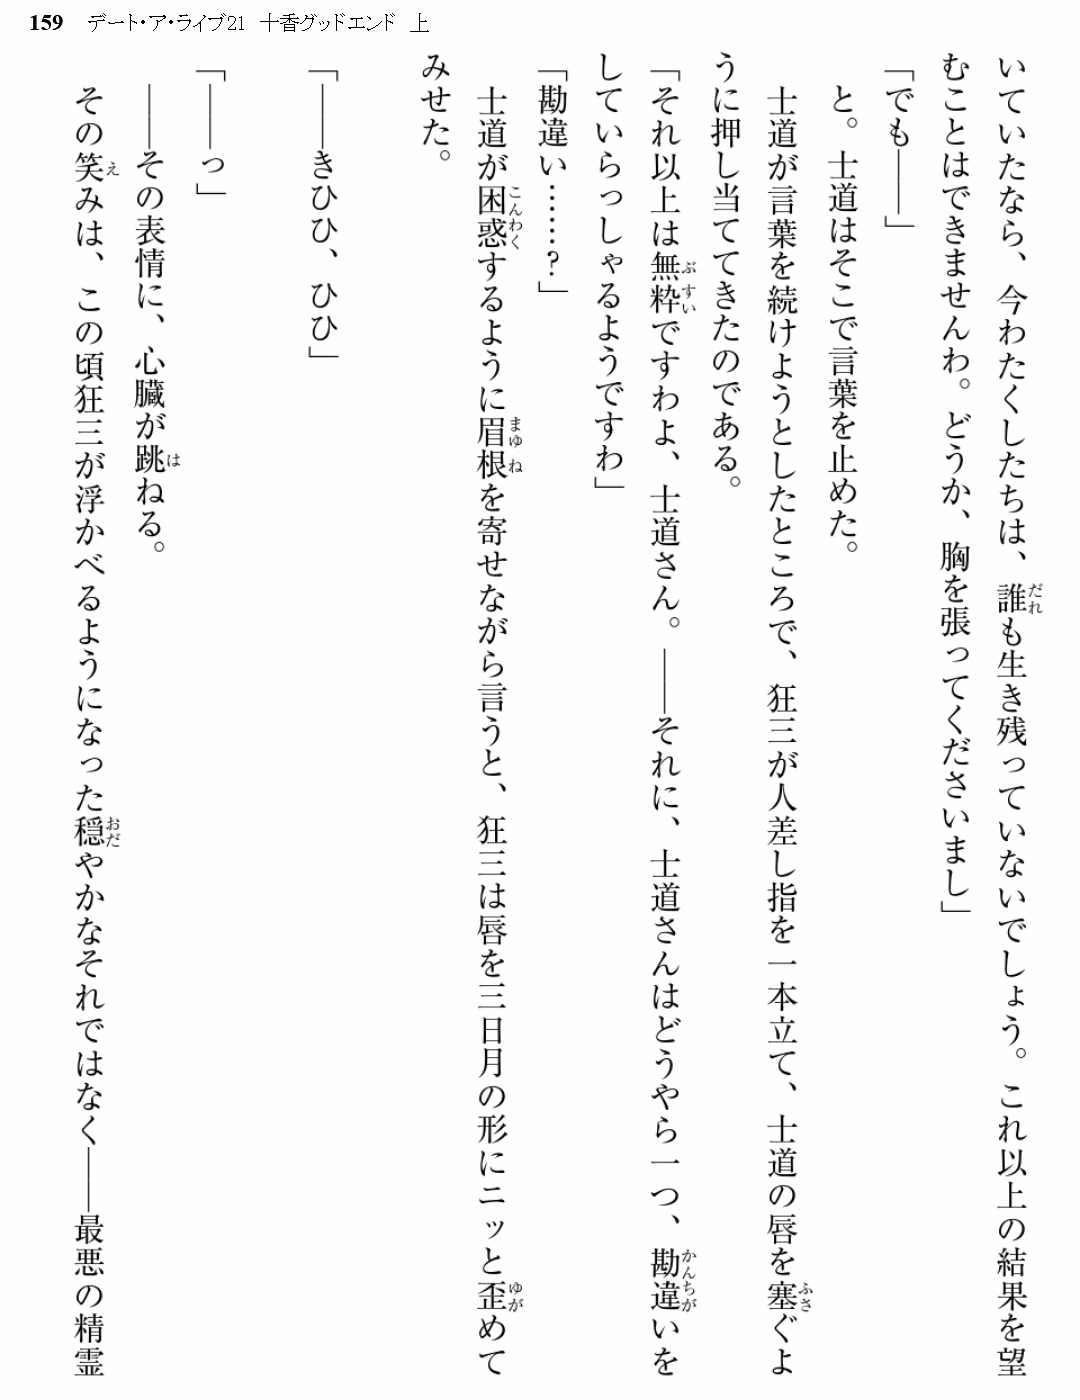 159 デート・ア・ライブ21 十香グッドエンド 上
いていたなら、今わたくしたちは、誰も生き残っていないでしょう。これ以上の結果を望
むことはできませんわ。どうか、胸を張ってくださいまし」
「でも――」
と。士道はそこで言葉を止めた。
士道が言葉を続けようとしたところで、狂三が人差し指を一本立て、士道の唇を塞ぐよ
うに押し当ててきたのである。
「それ以上は無粋ですわよ、士道さん。――それに、士道さんはどうやら一つ、勘違いを
していらっしゃるようですわ」
「勘違い……?」
士道が困惑するように眉根を寄せながら言うと、狂三は唇を三日月の形にニッと歪めて
みせた。
「――きひひ、ひひ」
「――っ」
――その表情に、心臓が跳ねる。
その笑みは、この頃狂三が浮かべるようになった穏やかなそれではなく――最悪の精霊